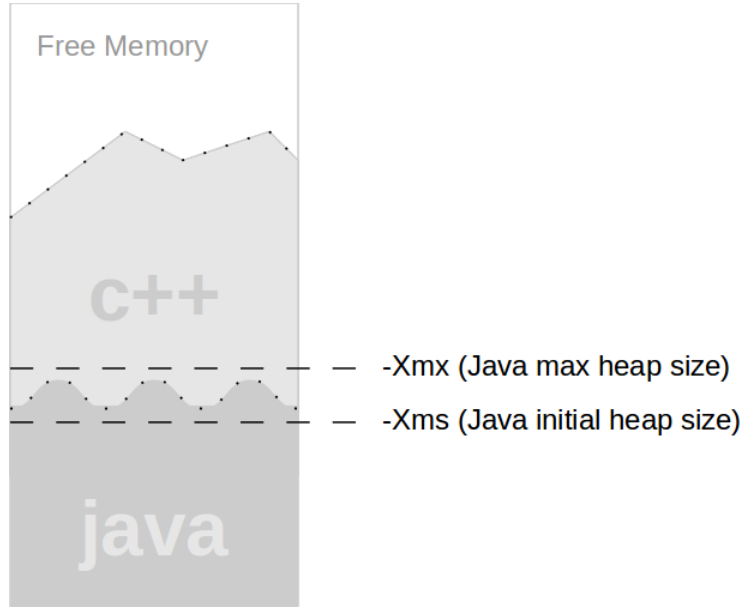 Free Memory
c++
-Xmx (Java max heap size)
-Xms (Java initial heap size)
java